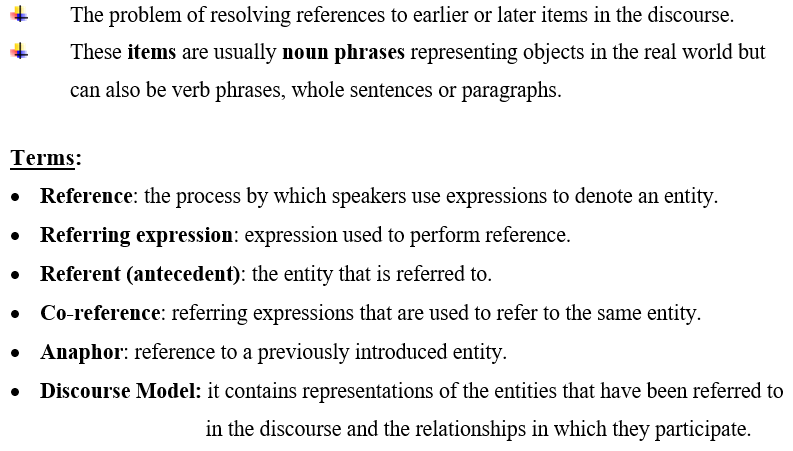 The problem of resolving references to earlier or later items in the discourse.
These items are usually noun phrases representing objects in the real world but
can also be verb phrases, whole sentences or paragraphs.
Terms:
• Reference: the process by which speakers use expressions to denote an entity.
• Referring expression: expression used to perform reference.
• Referent (antecedent): the entity that is referred to.
• Co-reference: referring expressions that are used to refer to the same entity.
• Anaphor: reference to a previously introduced entity.
• Discourse Model: it contains representations of the entities that have been referred to
in the discourse and the relationships in which they participate.